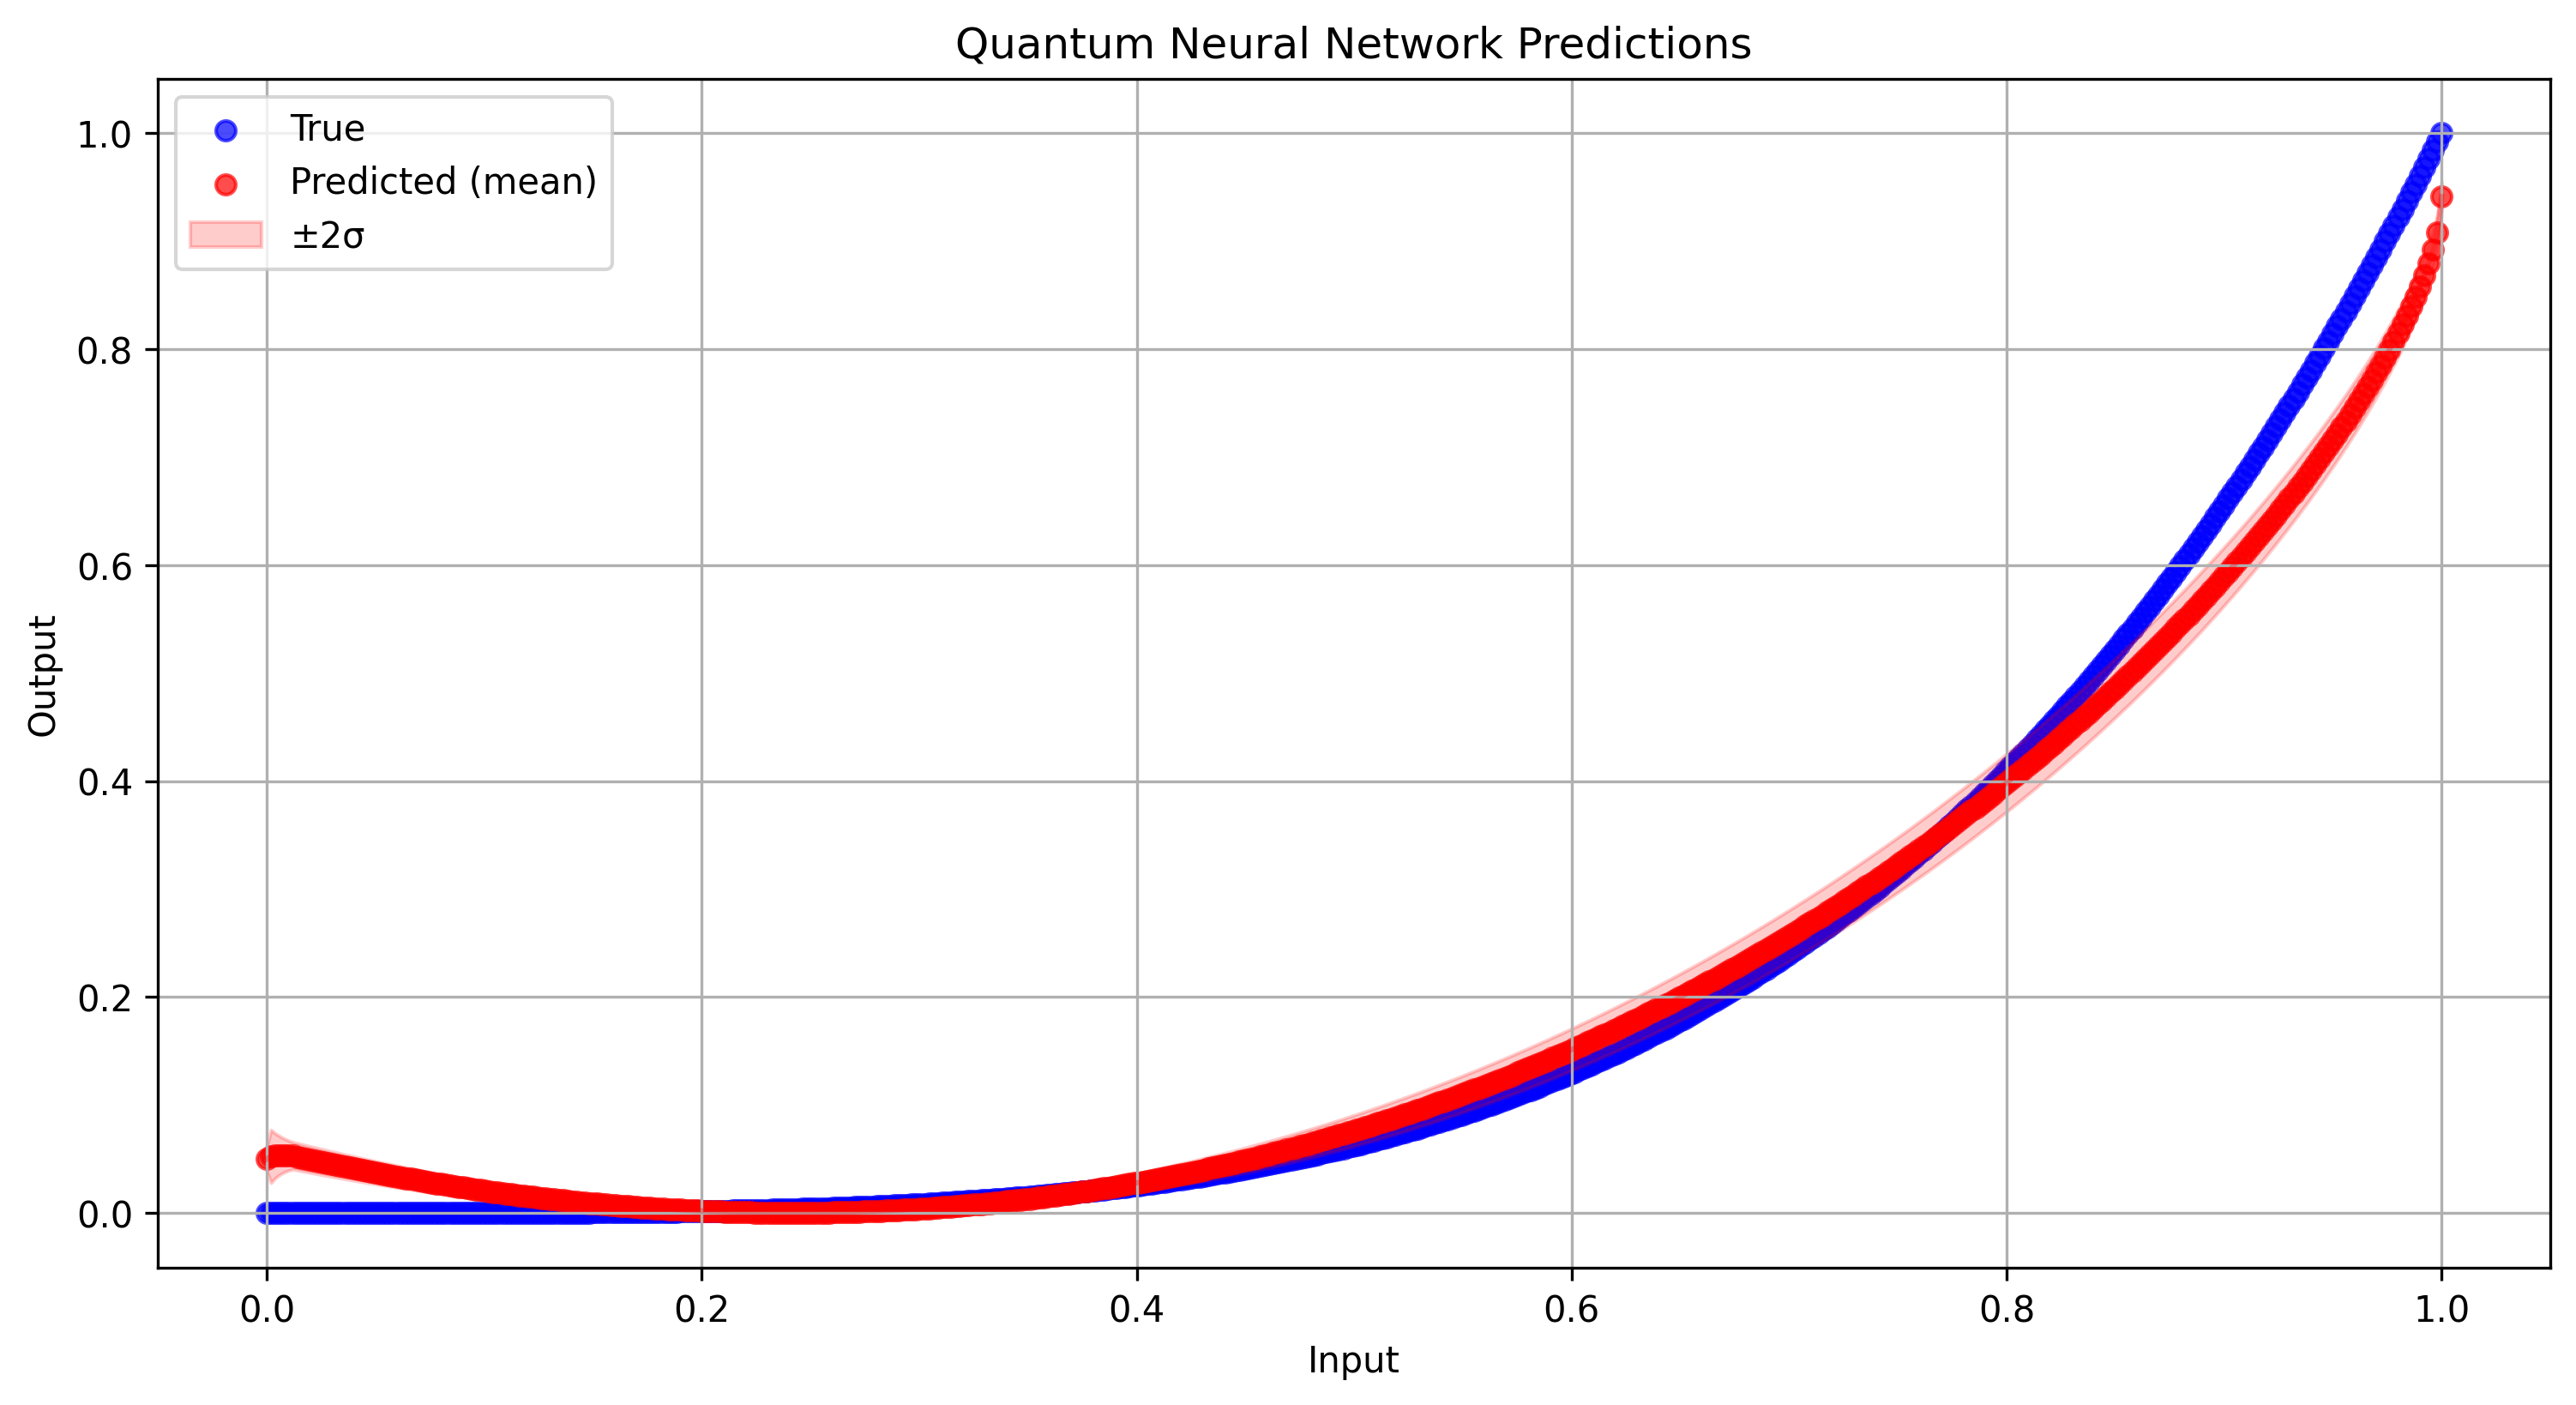 Quantum Neural Network Predictions
True
Predicted (mean)
±2σ
1.0
0.8
0.6
0.4
0.2
0.0
Output
0.0 0.2 0.4 0.6 0.8 1.0
Input